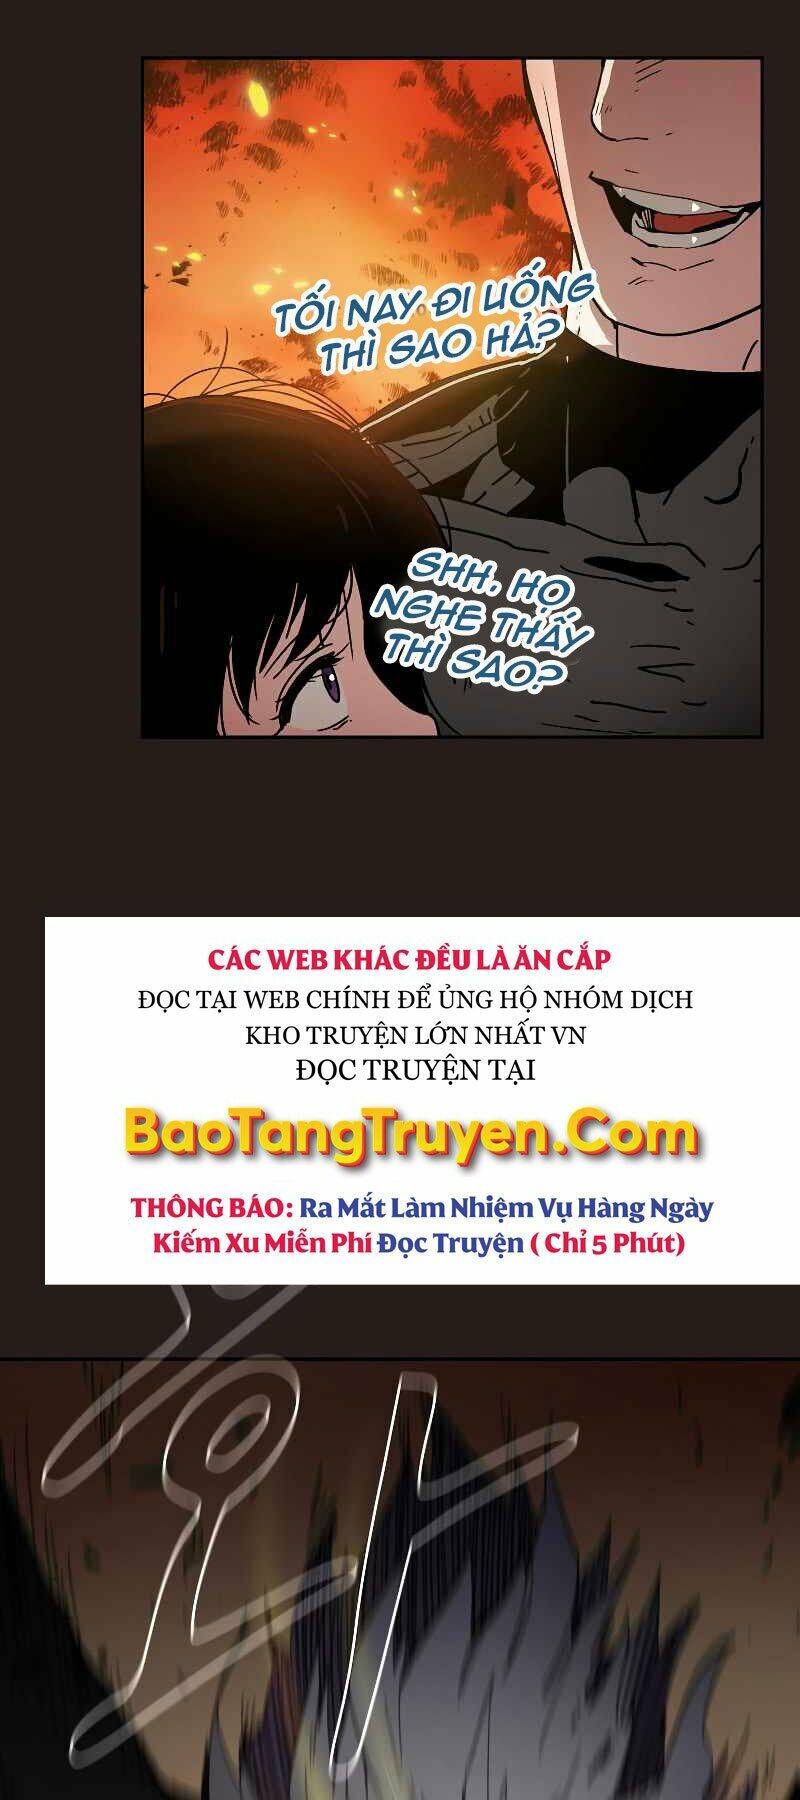 TỐI NAY ĐI UỐNG
THÌ SAO HẢ?
SHH. HỌ
NGHE THẤY
THÌ SAO?
CÁC WEB KHÁC ĐỀU LÀ ĂN CẮP
ĐỌC TẠI WEB CHÍNH ĐỂ ỦNG HỘ NHÓM DỊCH
KHO TRUYỆN LỚN NHẤT VN
ĐỌC TRUYỆN TẠI
BaoTangTruyen.Com
THÔNG BÁO: Ra Mắt Làm Nhiệm Vụ Hàng Ngày
Kiếm Xu Miễn Phí Đọc Truyện ( Chỉ 5 Phút)